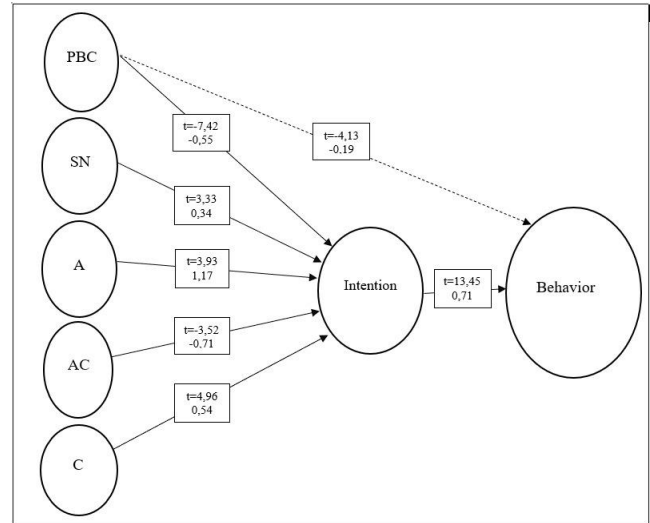 PBC
t=-7,42
-0,55
t=-4,13
-0,19
SN
t=3,33
0,34
A
t=3,93
1,17
Intention
t=13,45
0,71
Behavior
AC
t=-3,52
-0,71
C
t=4,96
0,54